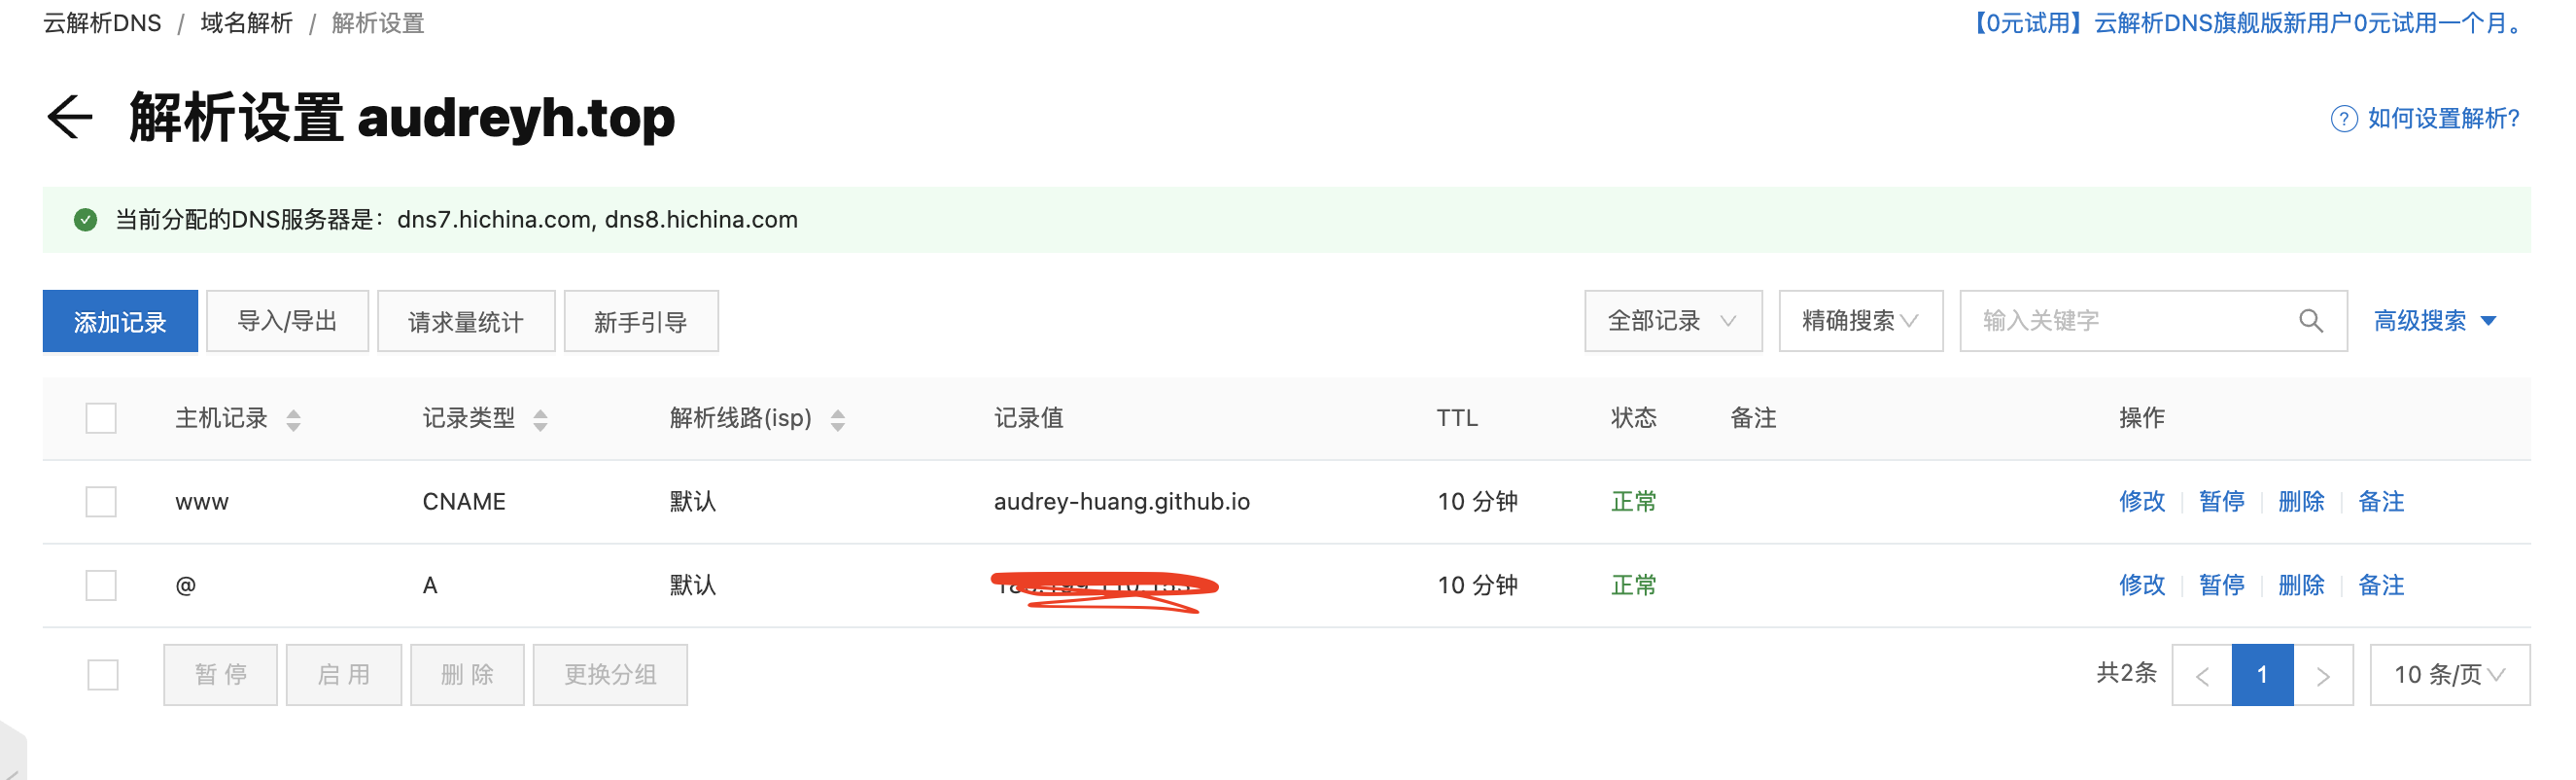 云解析DNS / 域名解析 / 解析设置
【0元试用】云解析DNS旗舰版新用户0元试用一个月。
解析设置 audreyh.top
如何设置解析?
当前分配的DNS服务器是：dns7.hichina.com, dns8.hichina.com
添加记录 导入/导出 请求量统计 新手引导 全部记录 精确搜索 输入关键字 高级搜索
主机记录 记录类型 解析线路(isp) 记录值 TTL 状态 备注 操作
www CNAME 默认 audrey-huang.github.io 10 分钟 正常 修改 暂停 删除 备注
@ A 默认 10 分钟 正常 修改 暂停 删除 备注
暂 停 启 用 删 除 更换分组 共2条 < 1 > 10 条/页